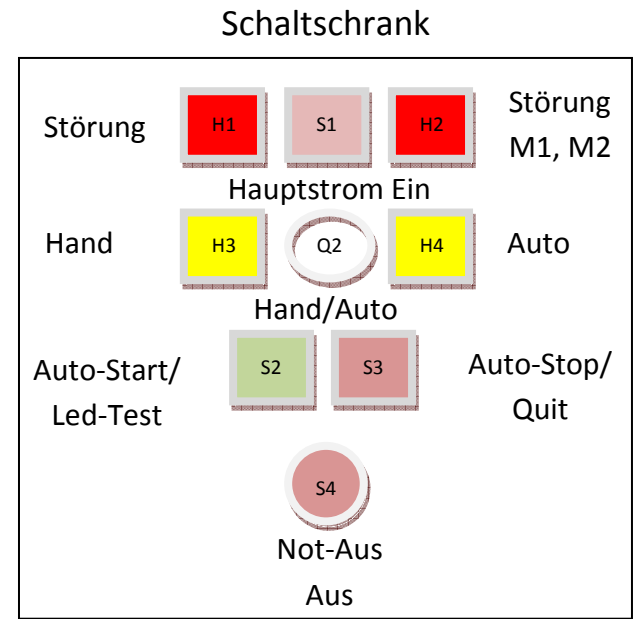 Schaltschrank
Störung H1 S1 H2 Störung
M1, M2
Hauptstrom Ein
Hand H3 Q2 H4 Auto
Hand/Auto
Auto-Start/ S2 S3 Auto-Stop/
Led-Test Quit
S4
Not-Aus
Aus